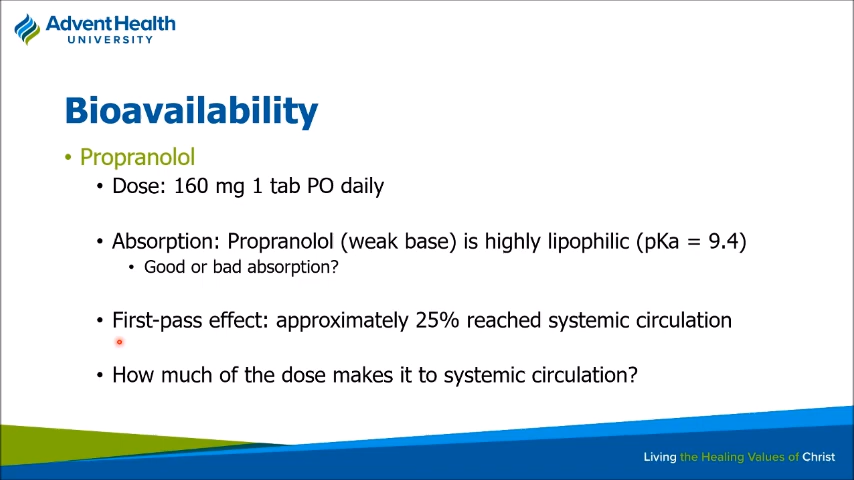 AdventHealth
UNIVERSITY
Bioavailability
• Propranolol
• Dose: 160 mg 1 tab PO daily
• Absorption: Propranolol (weak base) is highly lipophilic (pKa = 9.4)
• Good or bad absorption?
• First-pass effect: approximately 25% reached systemic circulation
• How much of the dose makes it to systemic circulation?
Living the Healing Values of Christ